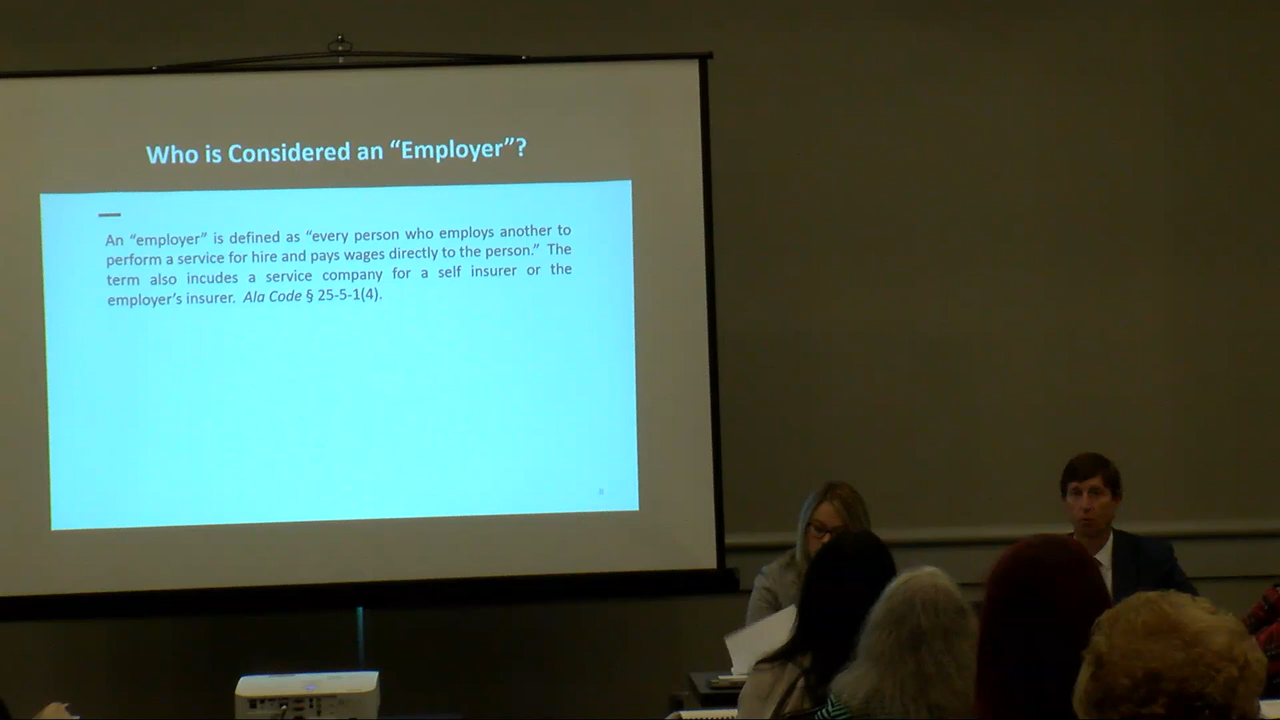 Who is Considered an “Employer”?
An “employer” is defined as “every person who employs another to
perform a service for hire and pays wages directly to the person.” The
term also incudes a service company for a self insurer or the
employer’s insurer. Ala Code § 25-5-1(4).